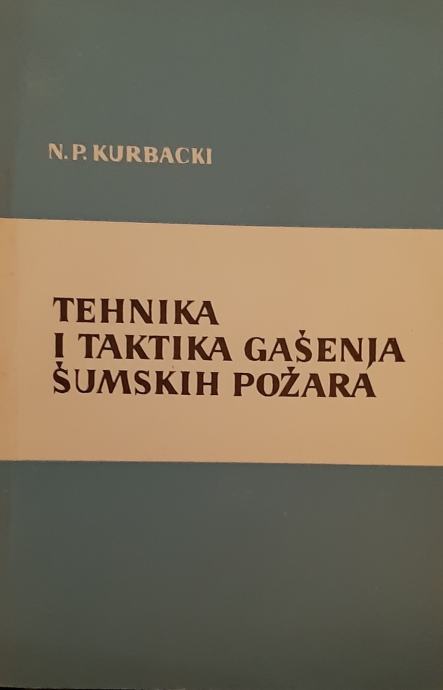 N. P. KURBACKI
TEHNIKA
I TAKTIKA GAŠENJA
ŠUMSKIH POŽARA